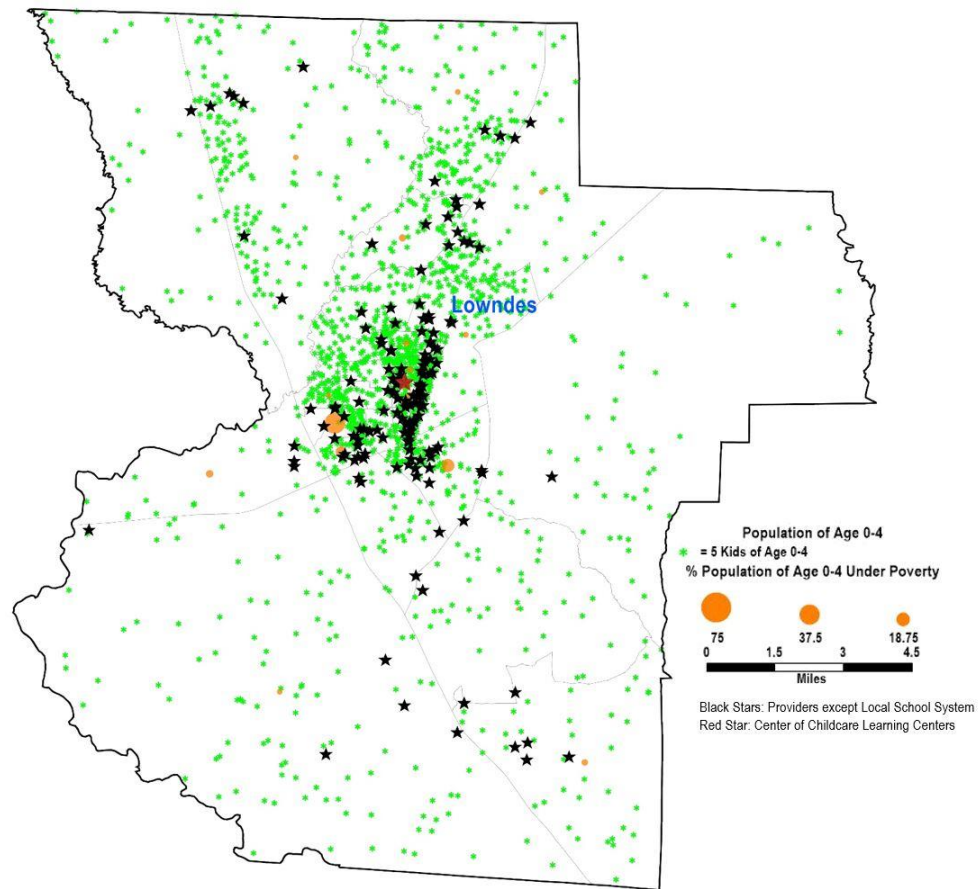 Lowndes
Population of Age 0-4
= 5 Kids of Age 0-4
% Population of Age 0-4 Under Poverty
75 37.5 18.75
0 1.5 3 4.5
Miles
Black Stars: Providers except Local School System
Red Star: Center of Childcare Learning Centers